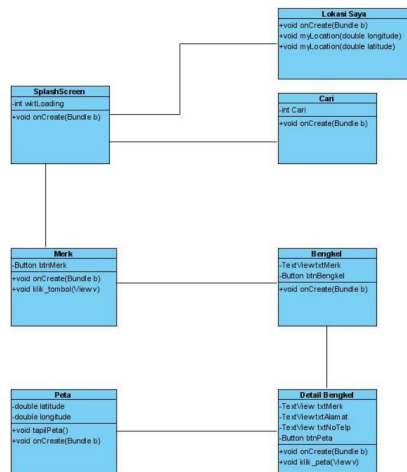 Lokasi Saya
+void onCreate(Bundle b)
+void myLocation(double longitude)
+void myLocation(double latitude)
SplashScreen
-int wktLoading
+void onCreate(Bundle b)
Cari
-int Cari
+void onCreate(Bundle b)
Merk
-Button btnMerk
+void onCreate(Bundle b)
+void klik_tombol(View v)
Bengkel
-TextView txtMerk
-Button btnBengkel
+void onCreate(Bundle b)
Peta
-double latitude
-double longitude
+void tapilPeta()
+void onCreate(Bundle b)
Detail Bengkel
-TextView txtMerk
-TextView txtAlamat
-TextView txtNoTelp
-Button btnPeta
+void onCreate(Bundle b)
+void klik_peta(View v)